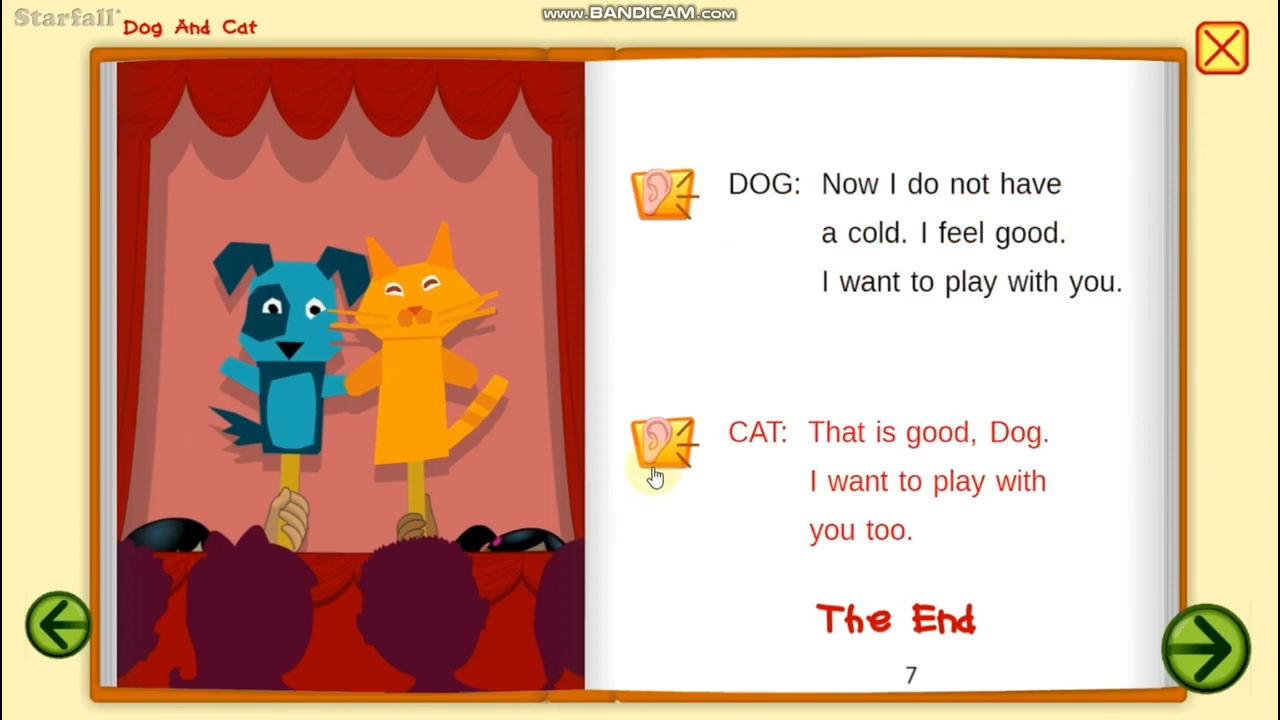 www.BANDICAM.com
Starfall®
Dog And Cat
DOG: Now I do not have
a cold. I feel good.
I want to play with you.
CAT: That is good, Dog.
I want to play with
you too.
The End
7